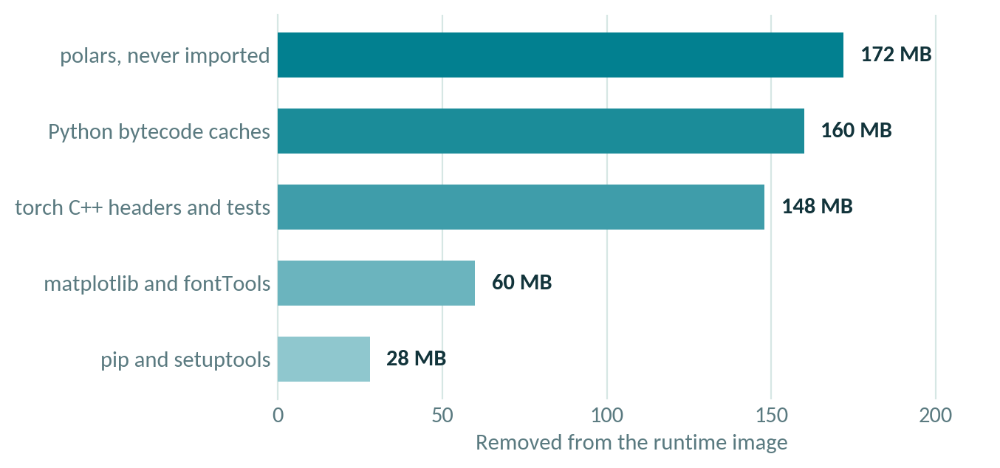 polars, never imported
172 MB
Python bytecode caches
160 MB
torch C++ headers and tests
148 MB
matplotlib and fontTools
60 MB
pip and setuptools
28 MB
0 50 100 150 200
Removed from the runtime image